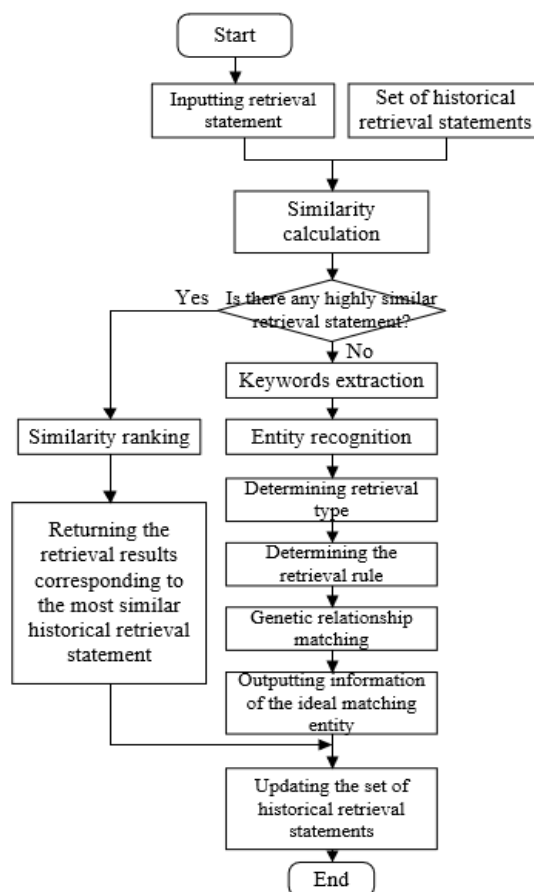 Start
Inputting retrieval
statement
Set of historical
retrieval statements
Similarity
calculation
Yes
Is there any highly similar
retrieval statement?
No
Keywords extraction
Similarity ranking
Entity recognition
Determining retrieval
type
Returning the
retrieval results
corresponding to
the most similar
historical retrieval
statement
Determining the
retrieval rule
Genetic relationship
matching
Outputting information
of the ideal matching
entity
Updating the set of
historical retrieval
statements
End